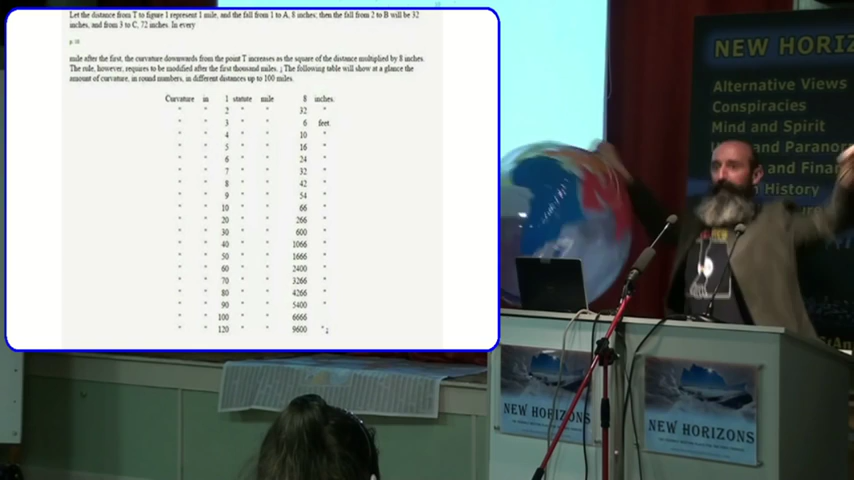 Let the distance from T to figure 1 represent 1 mile, and the fall from 1 to A, 8 inches; then the fall from 2 to B will be 32
inches, and from 3 to C, 72 inches. In every
mile after the first, the curvature downwards from the point T increases as the square of the distance multiplied by 8 inches.
The rule, however, requires to be modified after the first thousand miles. The following table will show at a glance the
amount of curvature, in round numbers, in different distances up to 100 miles.
Curvature in 1 statute mile 8 inches.
" " 2 " " 32 "
" " 3 " " 6 feet.
" " 4 " " 10 "
" " 5 " " 16 "
" " 6 " " 24 "
" " 7 " " 32 "
" " 8 " " 42 "
" " 9 " " 54 "
" " 10 " " 66 "
" " 20 " " 266 "
" " 30 " " 600 "
" " 40 " " 1066 "
" " 50 " " 1666 "
" " 60 " " 2400 "
" " 70 " " 3266 "
" " 80 " " 4266 "
" " 90 " " 5400 "
" " 100 " " 6666 "
" " 120 " " 9600 "
NEW HORIZ
Alternative Views
Conspiracies
Mind and Spirit
and Paranor
and Finan
History
NEW HORIZONS
NEW HORIZONS